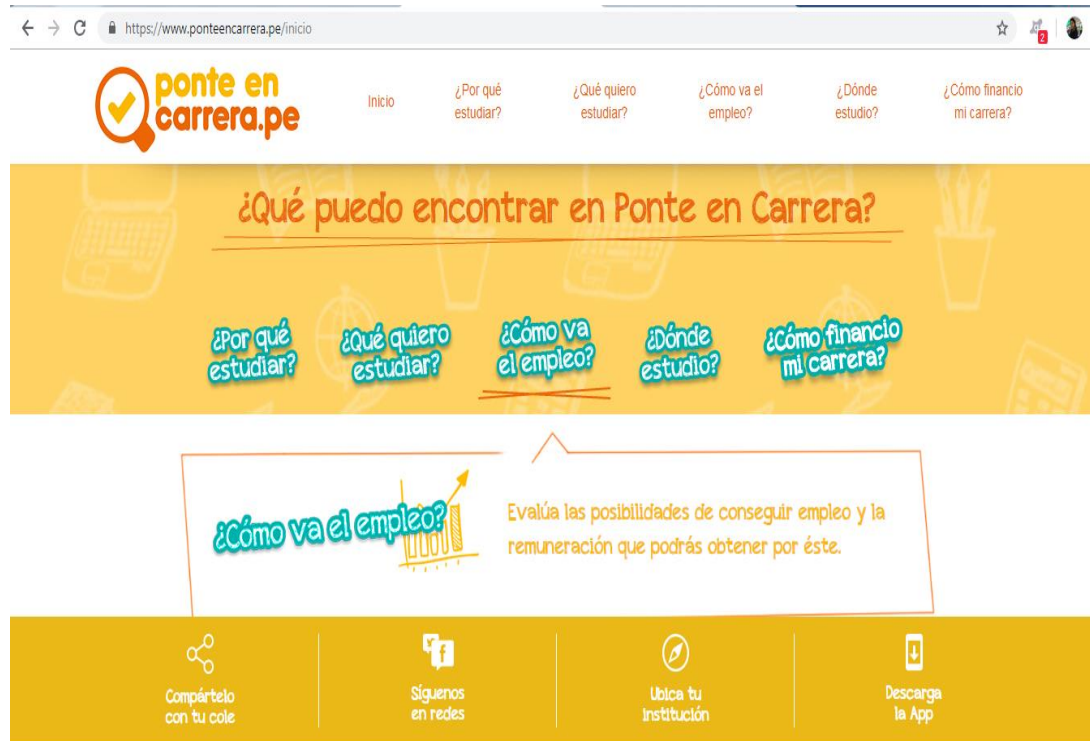 https://www.ponteencarrera.pe/inicio
2
ponte en
carrera.pe
Inicio
¿Por qué
estudiar?
¿Qué quiero
estudiar?
¿Cómo va el
empleo?
¿Dónde
estudio?
¿Cómo financio
mi carrera?
¿Qué puedo encontrar en Ponte en Carrera?
¿Por qué
estudiar?
¿Qué quiero
estudiar?
¿Cómo va
el empleo?
¿Dónde
estudio?
¿Cómo financio
mi carrera?
¿Cómo va el empleo?
Evalúa las posibilidades de conseguir empleo y la
remuneración que podrás obtener por éste.
Compártelo
con tu cole
Síguenos
en redes
Ubica tu
institución
Descarga
la App